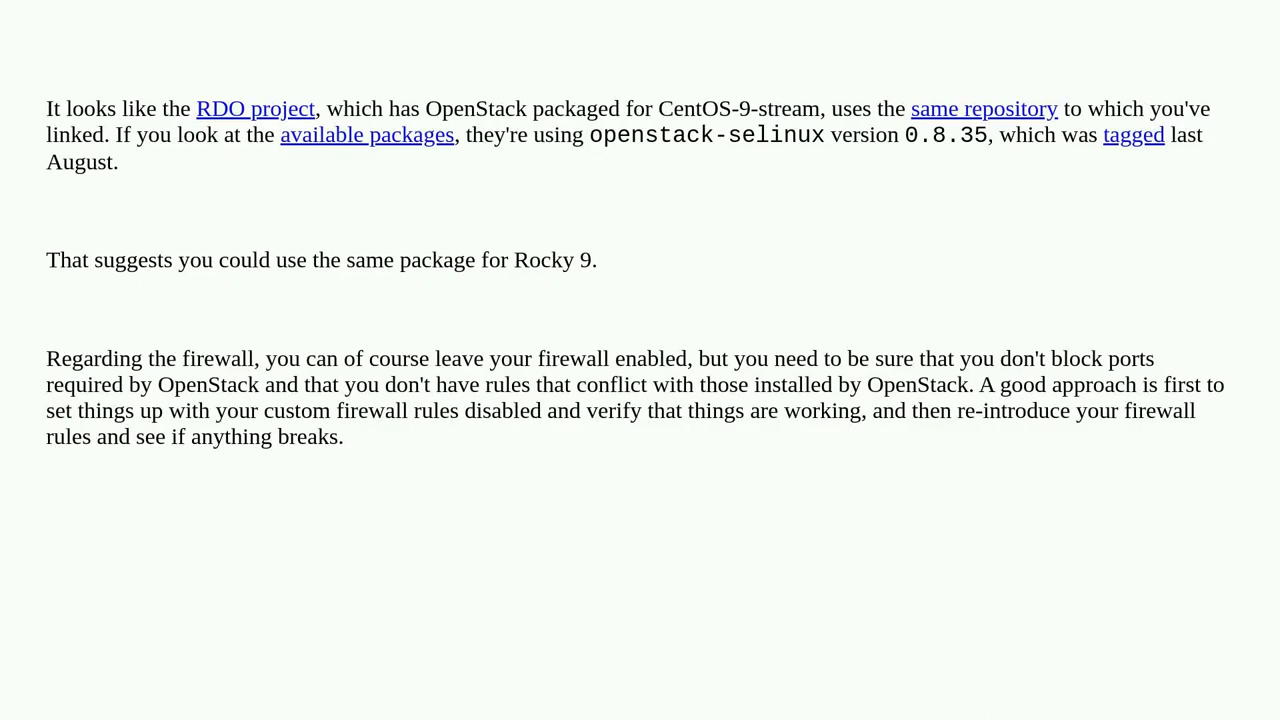 It looks like the RDO project, which has OpenStack packaged for CentOS-9-stream, uses the same repository to which you've
linked. If you look at the available packages, they're using openstack-selinux version 0.8.35, which was tagged last
August.
That suggests you could use the same package for Rocky 9.
Regarding the firewall, you can of course leave your firewall enabled, but you need to be sure that you don't block ports
required by OpenStack and that you don't have rules that conflict with those installed by OpenStack. A good approach is first to
set things up with your custom firewall rules disabled and verify that things are working, and then re-introduce your firewall
rules and see if anything breaks.